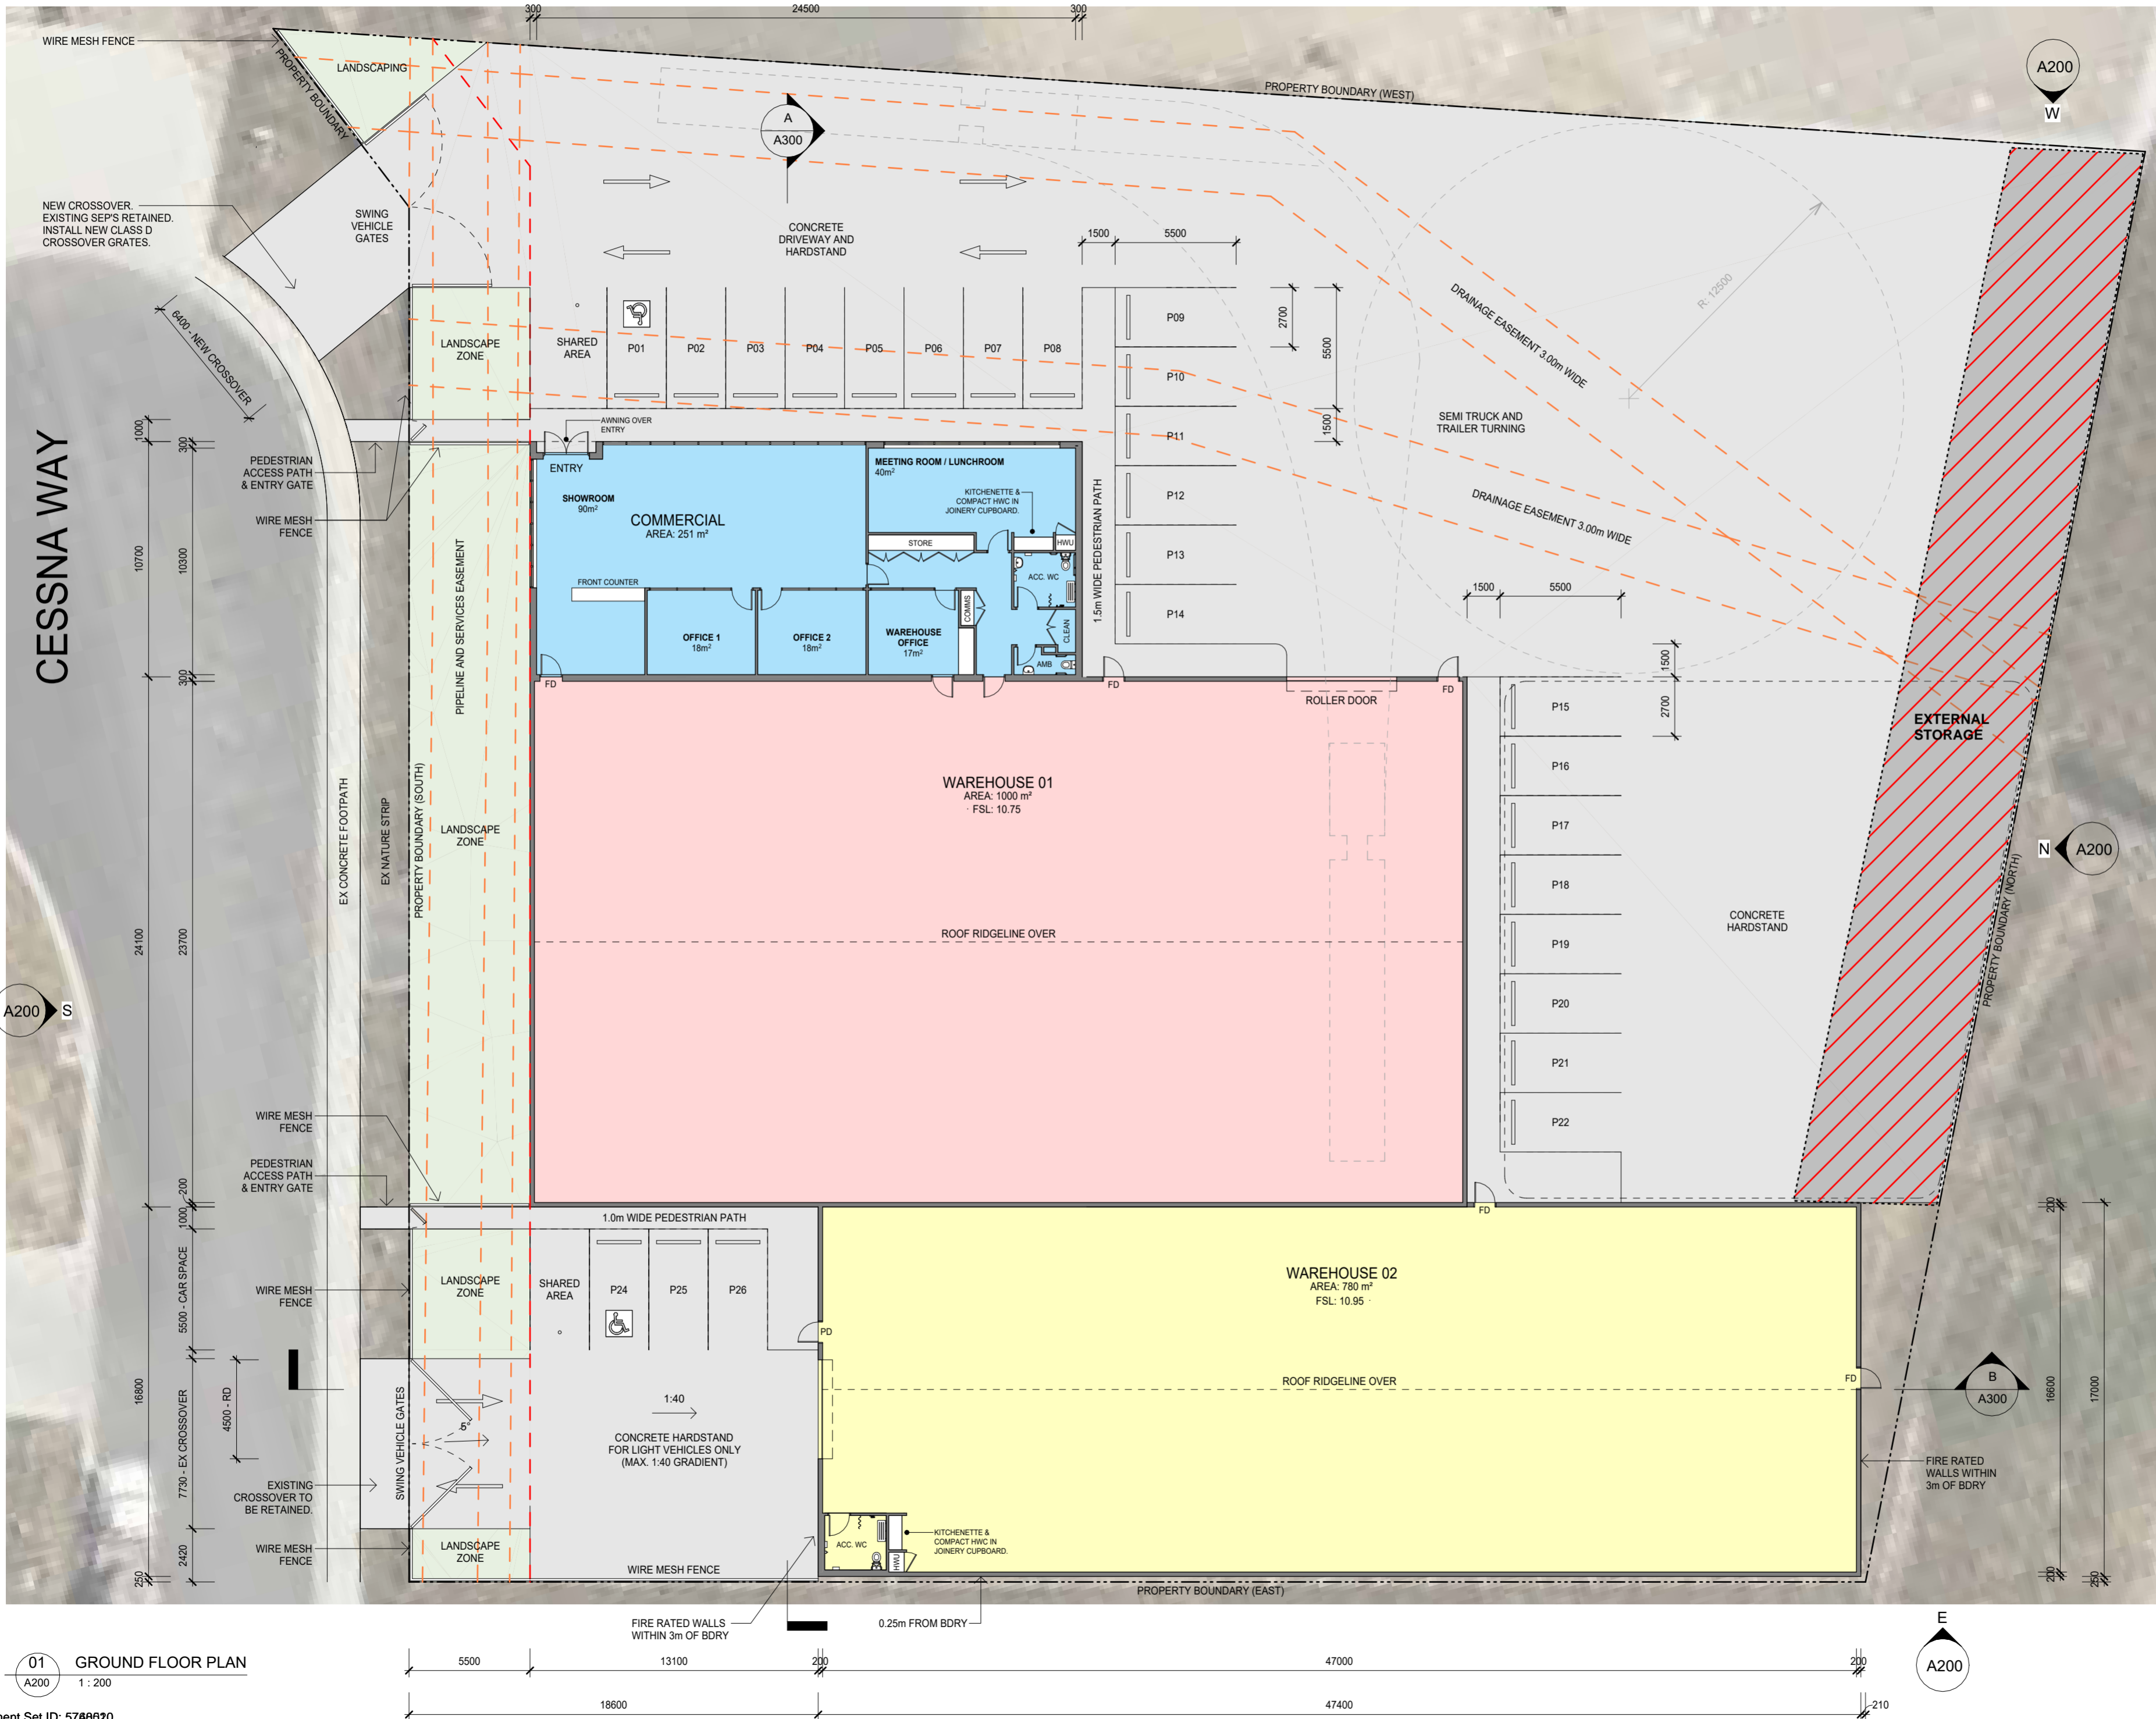 300
24500
300
WIRE MESH FENCE
LANDSCAPING
PROPERTY BOUNDARY
PROPERTY BOUNDARY (WEST)
A200
W
A
A300
NEW CROSSOVER.
EXISTING SEP'S RETAINED.
INSTALL NEW CLASS D
CROSSOVER GRATES.
SWING
VEHICLE
GATES
CONCRETE
DRIVEWAY AND
HARDSTAND
1500
5500
R: 12500
DRAINAGE EASEMENT 3.00m WIDE
6400 - NEW CROSSOVER
LANDSCAPE
ZONE
SHARED
AREA
P01
P02
P03
P04
P05
P06
P07
P08
P09
P10
P11
P12
P13
P14
2700
5500
1500
SEMI TRUCK AND
TRAILER TURNING
DRAINAGE EASEMENT 3.00m WIDE
CESSNA WAY
1000
300
10700
10300
300
PEDESTRIAN
ACCESS PATH
& ENTRY GATE
WIRE MESH
FENCE
AWNING OVER
ENTRY
ENTRY
SHOWROOM
90m²
COMMERCIAL
AREA: 251 m²
MEETING ROOM / LUNCHROOM
40m²
KITCHENETTE &
COMPACT HWC IN
JOINERY CUPBOARD.
STORE
HWU
ACC. WC
FRONT COUNTER
OFFICE 1
18m²
OFFICE 2
18m²
WAREHOUSE
OFFICE
17m²
COMMS
CLEAN
AMB
1.5m WIDE PEDESTRIAN PATH
PIPELINE AND SERVICES EASEMENT
1500
5500
1500
2700
FD
FD
FD
ROLLER DOOR
P15
P16
P17
P18
P19
P20
P21
P22
EXTERNAL
STORAGE
WAREHOUSE 01
AREA: 1000 m²
FSL: 10.75
EX CONCRETE FOOTPATH
EX NATURE STRIP
PROPERTY BOUNDARY (SOUTH)
LANDSCAPE
ZONE
N
A200
PROPERTY BOUNDARY (NORTH)
CONCRETE
HARDSTAND
ROOF RIDGELINE OVER
24100
23700
A200
S
WIRE MESH
FENCE
PEDESTRIAN
ACCESS PATH
& ENTRY GATE
200
1000
1.0m WIDE PEDESTRIAN PATH
FD
200
5500 - CAR SPACE
WIRE MESH
FENCE
LANDSCAPE
ZONE
SHARED
AREA
P24
P25
P26
WAREHOUSE 02
AREA: 780 m²
FSL: 10.95
PD
ROOF RIDGELINE OVER
FD
B
A300
16600
17000
16800
7730 - EX CROSSOVER
4500 - RD
SWING VEHICLE GATES
5°
1:40
CONCRETE HARDSTAND
FOR LIGHT VEHICLES ONLY
(MAX. 1:40 GRADIENT)
EXISTING
CROSSOVER TO
BE RETAINED.
FIRE RATED
WALLS WITHIN
3m OF BDRY
2420
250
WIRE MESH
FENCE
LANDSCAPE
ZONE
WIRE MESH FENCE
ACC. WC
HWU
KITCHENETTE &
COMPACT HWC IN
JOINERY CUPBOARD.
200
250
PROPERTY BOUNDARY (EAST)
FIRE RATED WALLS
WITHIN 3m OF BDRY
0.25m FROM BDRY
E
A200
01
A200
GROUND FLOOR PLAN
1 : 200
5500
13100
200
47000
200
18600
47400
210
Set ID: